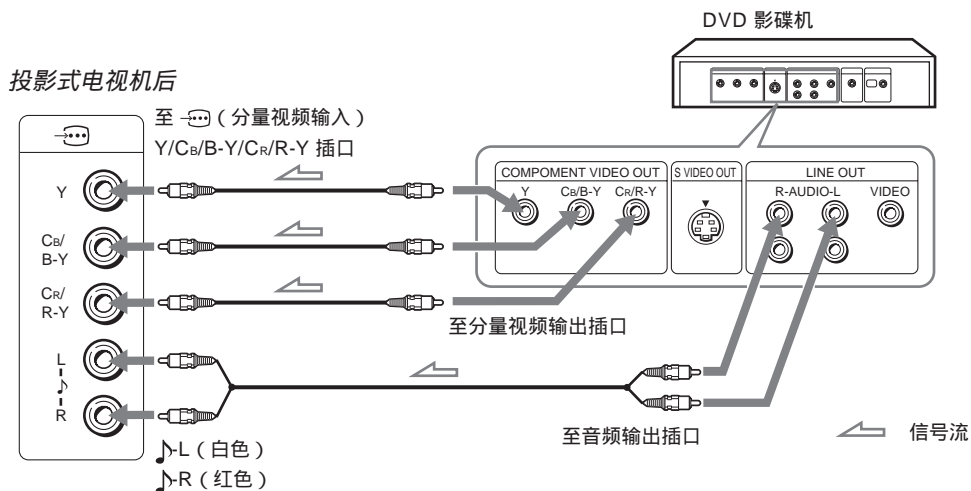 DVD 影碟机
投影式电视机后
至 （分量视频输入）
Y/CB/B-Y/CR/R-Y 插口
COMPOMENT VIDEO OUT
S VIDEO OUT
LINE OUT
Y
CB/B-Y
CR/R-Y
R-AUDIO-L
VIDEO
Y
CB/
B-Y
CR/
R-Y
L
♪
R
至分量视频输出插口
至音频输出插口
信号流
♪-L（白色）
♪-R（红色）